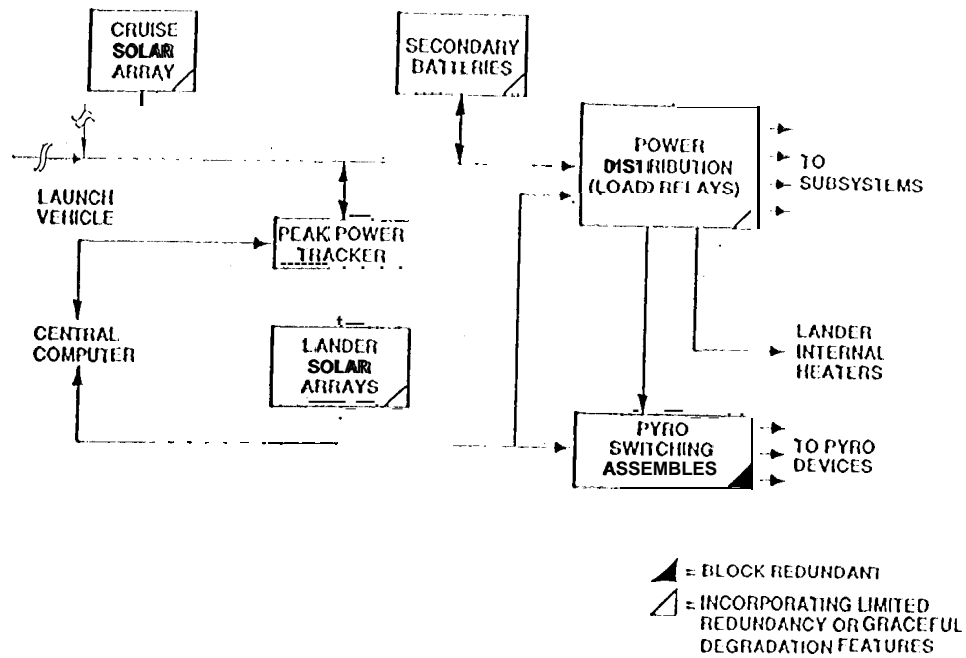 CRUISE
SOLAR
ARRAY
SECONDARY
BATTERIES
POWER
DISTRIBUTION
(LOAD) RELAYS)
TO
SUBSYSTEMS
LAUNCH
VEHICLE
PEAK POWER
TRACKER
CENTRAL
COMPUTER
LANDER
SOLAR
ARRAYS
LANDER
INTERNAL
HEATERS
PYRO
SWITCHING
ASSEMBLES
TO PYRO
DEVICES
= BLOCK REDUNDANT
= INCORPORATING LIMITED
REDUNDANCY OR GRACEFUL
DEGRADATION FEATURES